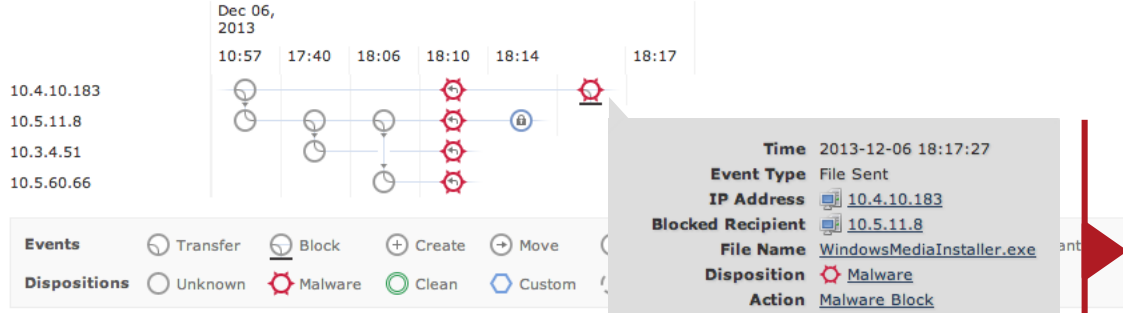 Dec 06,
2013
10:57 17:40 18:06 18:10 18:14 18:17
10.4.10.183
10.5.11.8
10.3.4.51
10.5.60.66
Time 2013-12-06 18:17:27
Event Type File Sent
IP Address 10.4.10.183
Blocked Recipient 10.5.11.8
File Name WindowsMediaInstaller.exe
Disposition Malware
Action Malware Block
Events Transfer Block Create Move ant
Dispositions Unknown Malware Clean Custom